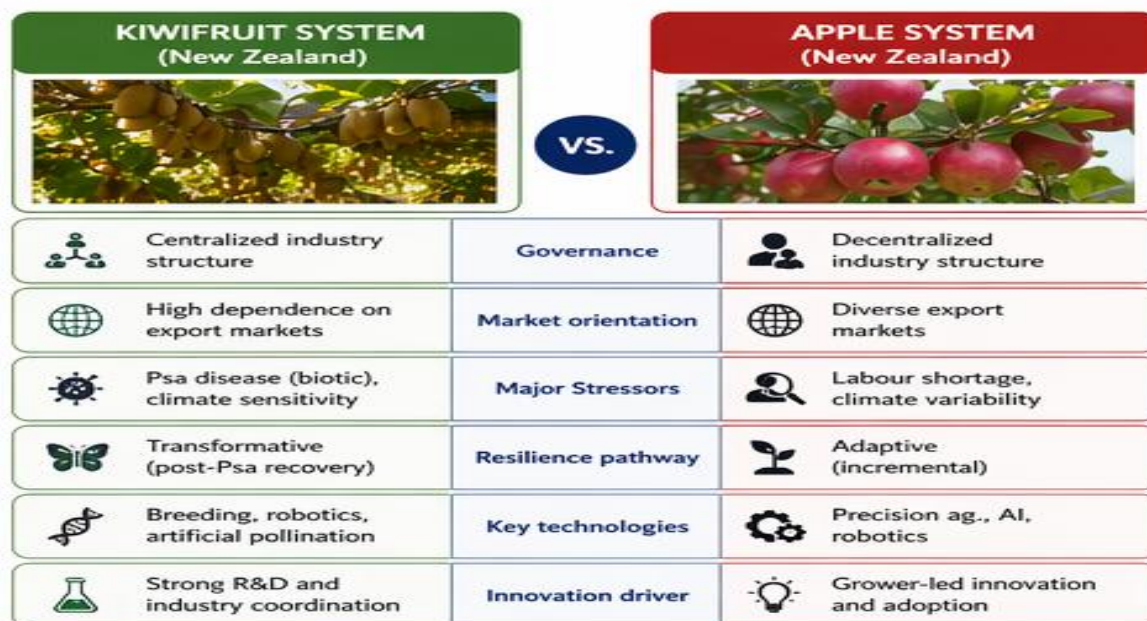 KIWIFRUIT SYSTEM
(New Zealand)
VS.
APPLE SYSTEM
(New Zealand)
Centralized industry
structure
Governance
Decentralized
industry structure
High dependence on
export markets
Market orientation
Diverse export
markets
Psa disease (biotic),
climate sensitivity
Major Stressors
Labour shortage,
climate variability
Transformative
(post-Psa recovery)
Resilience pathway
Adaptive
(incremental)
Breeding, robotics,
artificial pollination
Key technologies
Precision ag., AI,
robotics
Strong R&D and
industry coordination
Innovation driver
Grower-led innovation
and adoption